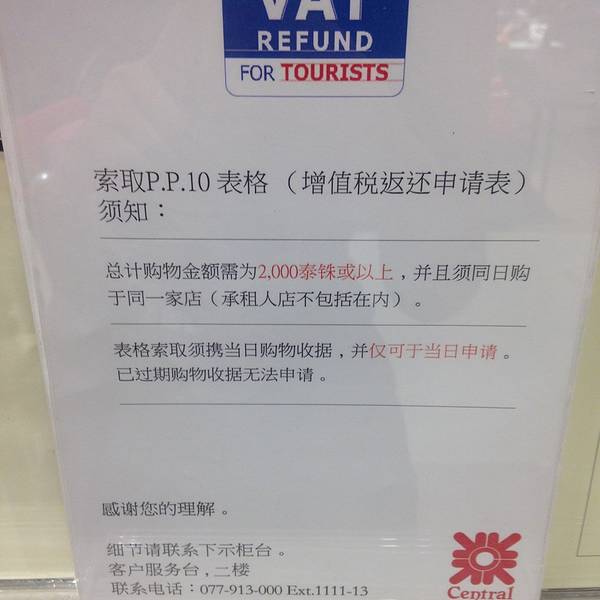 VAT
REFUND
FOR TOURISTS
索取P.P.10 表格（增值税返还申请表）
须知：
总计购物金额需为2,000泰铢或以上，并且须同日购
于同一家店（承租人店不包括在内）。
表格索取须携当日购物收据，并仅可于当日申请。
已过期购物收据无法申请。
感谢您的理解。
细节请联系下示柜台。
客户服务台，二楼
联系电话：077-913-000 Ext.1111-13
Central